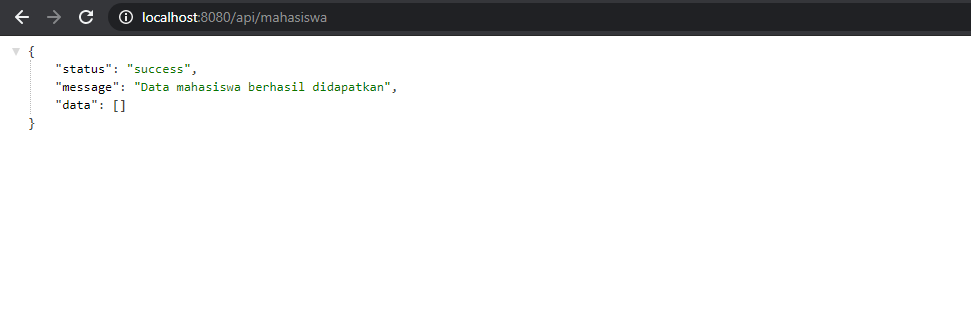 localhost:8080/api/mahasiswa
{
"status": "success",
"message": "Data mahasiswa berhasil didapatkan",
"data": []
}